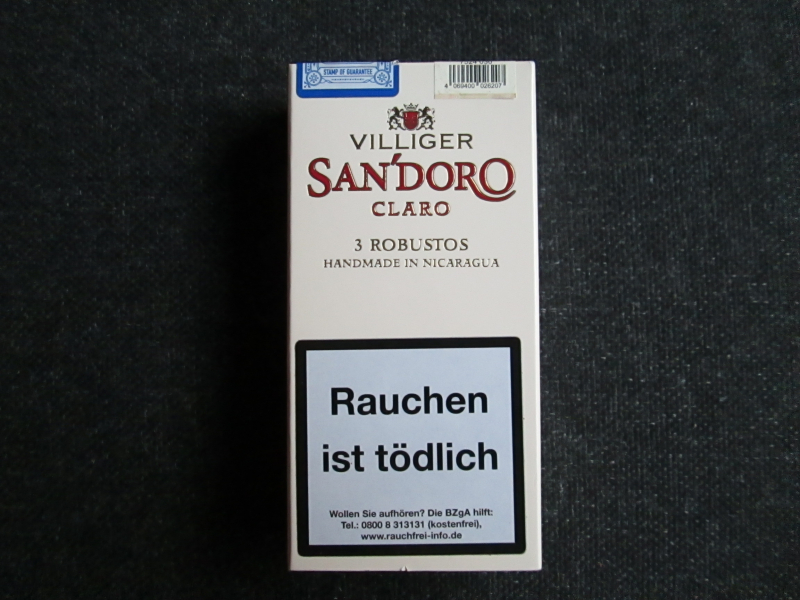 STAMP OF GUARANTEE
4 069400 026207
VILLIGER
SAN'DORO
CLARO
3 ROBUSTOS
HANDMADE IN NICARAGUA
Rauchen
ist tödlich
Wollen Sie aufhören? Die BZgA hilft:
Tel.: 0800 8 313131 (kostenfrei),
www.rauchfrei-info.de